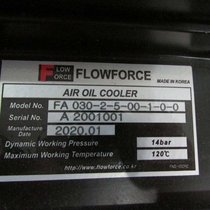 FLOW FORCE FLOWFORCE
MADE IN KOREA
AIR OIL COOLER
Model No. FA 030-2-5-00-1-0-0
Serial No. A 2001001
Manufacture Date 2020.01
Dynamic Working Pressure 14bar
Maximum Working Temperature 120℃
http://www.flowforce.co.kr